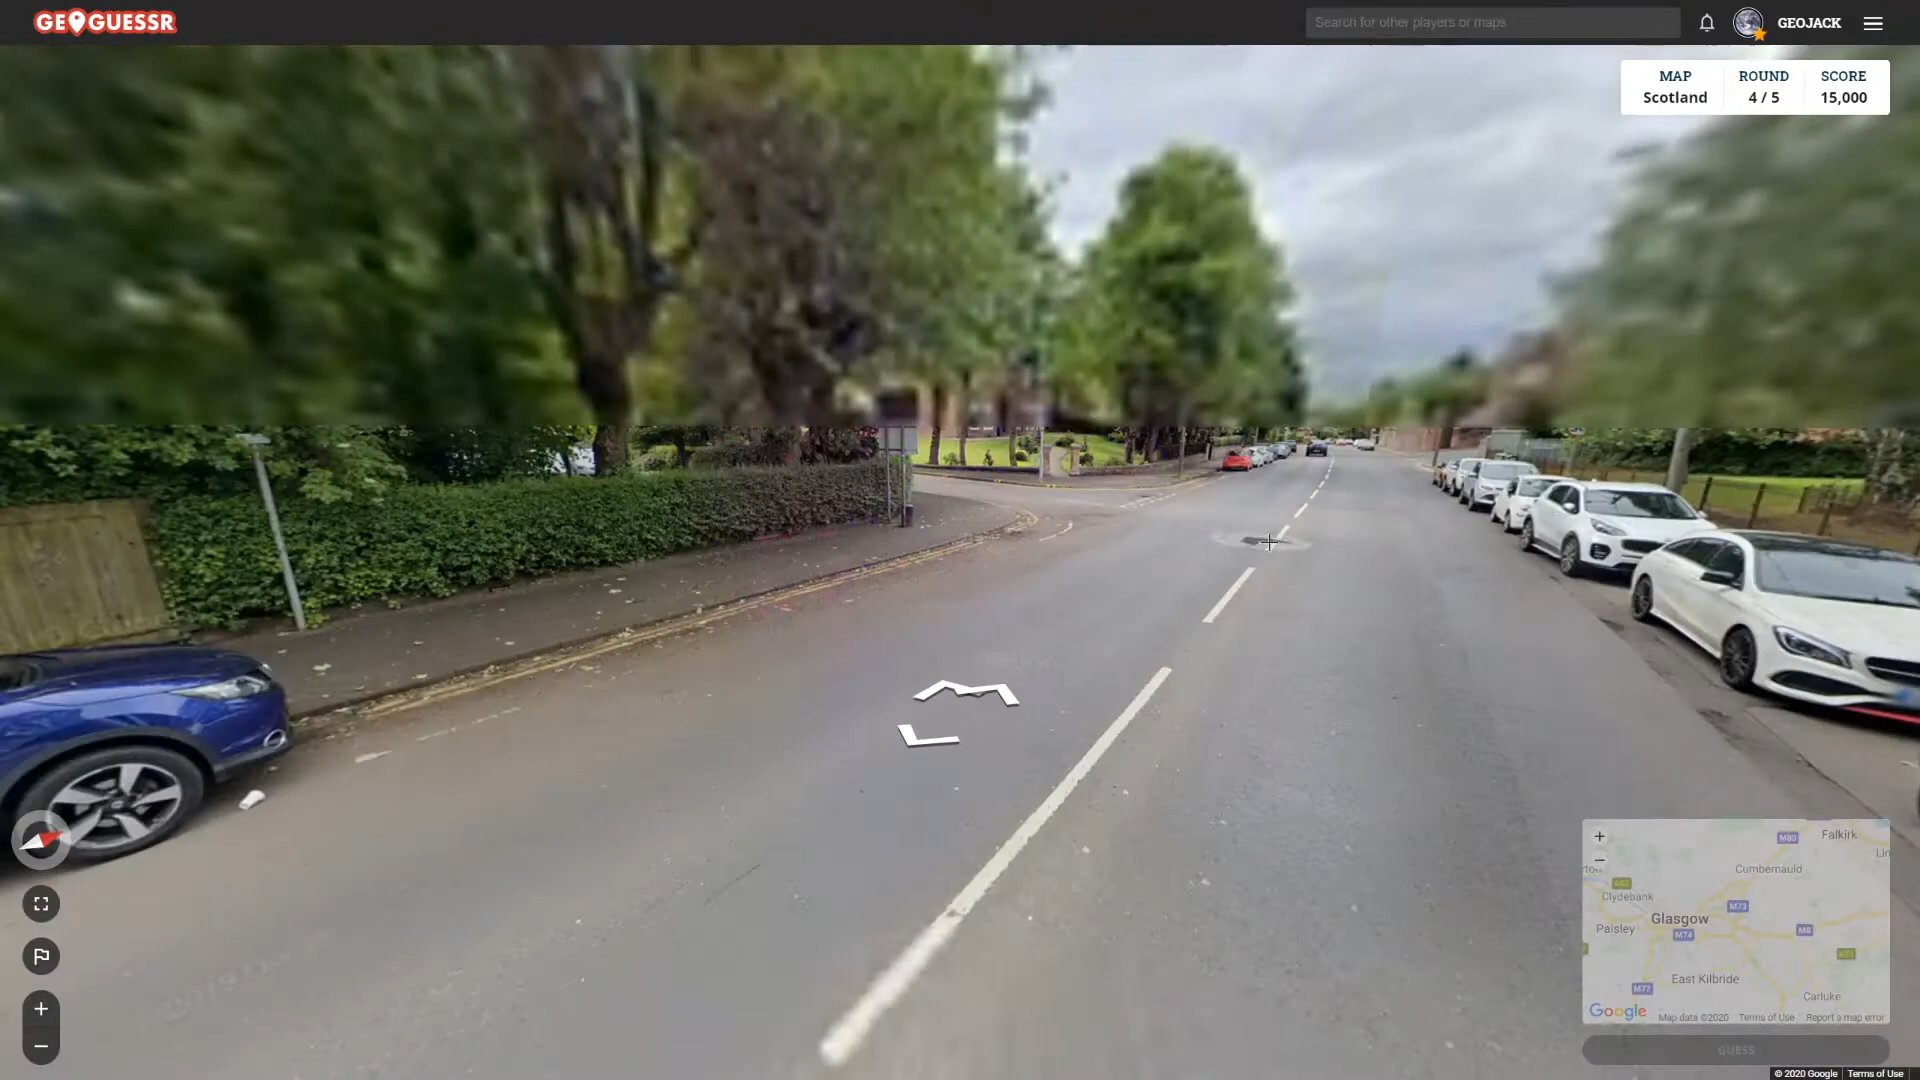 GEOGUESSR
Search for other players or maps
GEOJACK
MAP ROUND SCORE
Scotland 4 / 5 15,000
Falkirk
M80
Cumbernauld
Clydebank
M73
Glasgow
Paisley
M74
M8
East Kilbride
M77
Carluke
Google
Map data ©2020 Terms of Use Report a map error
GUESS
© 2020 Google Terms of Use